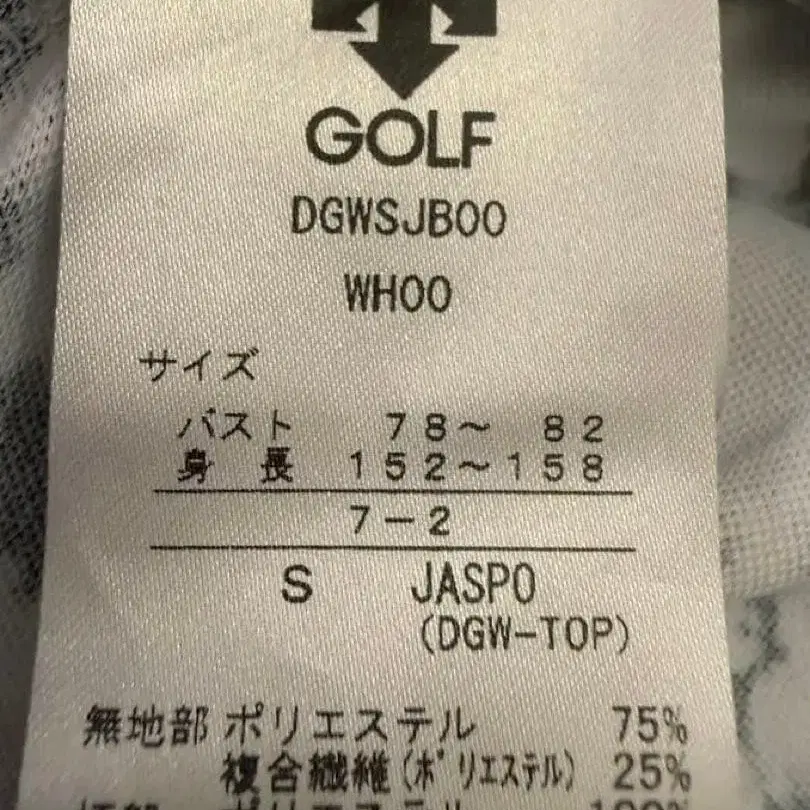 GOLF
DGWSJB00
WH00
サイズ
バスト 78〜 82
身 長 152〜158
7-2
S JASPO
(DGW-TOP)
無地部 ポリエステル 75%
複合繊維(ポリエステル) 25%